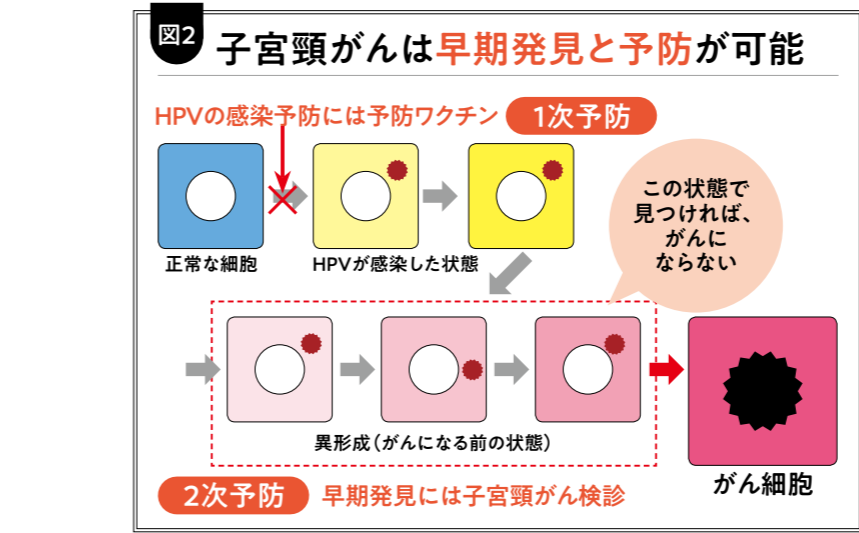 図2
子宮頸がんは早期発見と予防が可能
HPVの感染予防には予防ワクチン 1次予防
正常な細胞
HPVが感染した状態
この状態で
見つければ、
がんに
ならない
異形成(がんになる前の状態)
がん細胞
2次予防 早期発見には子宮頸がん検診